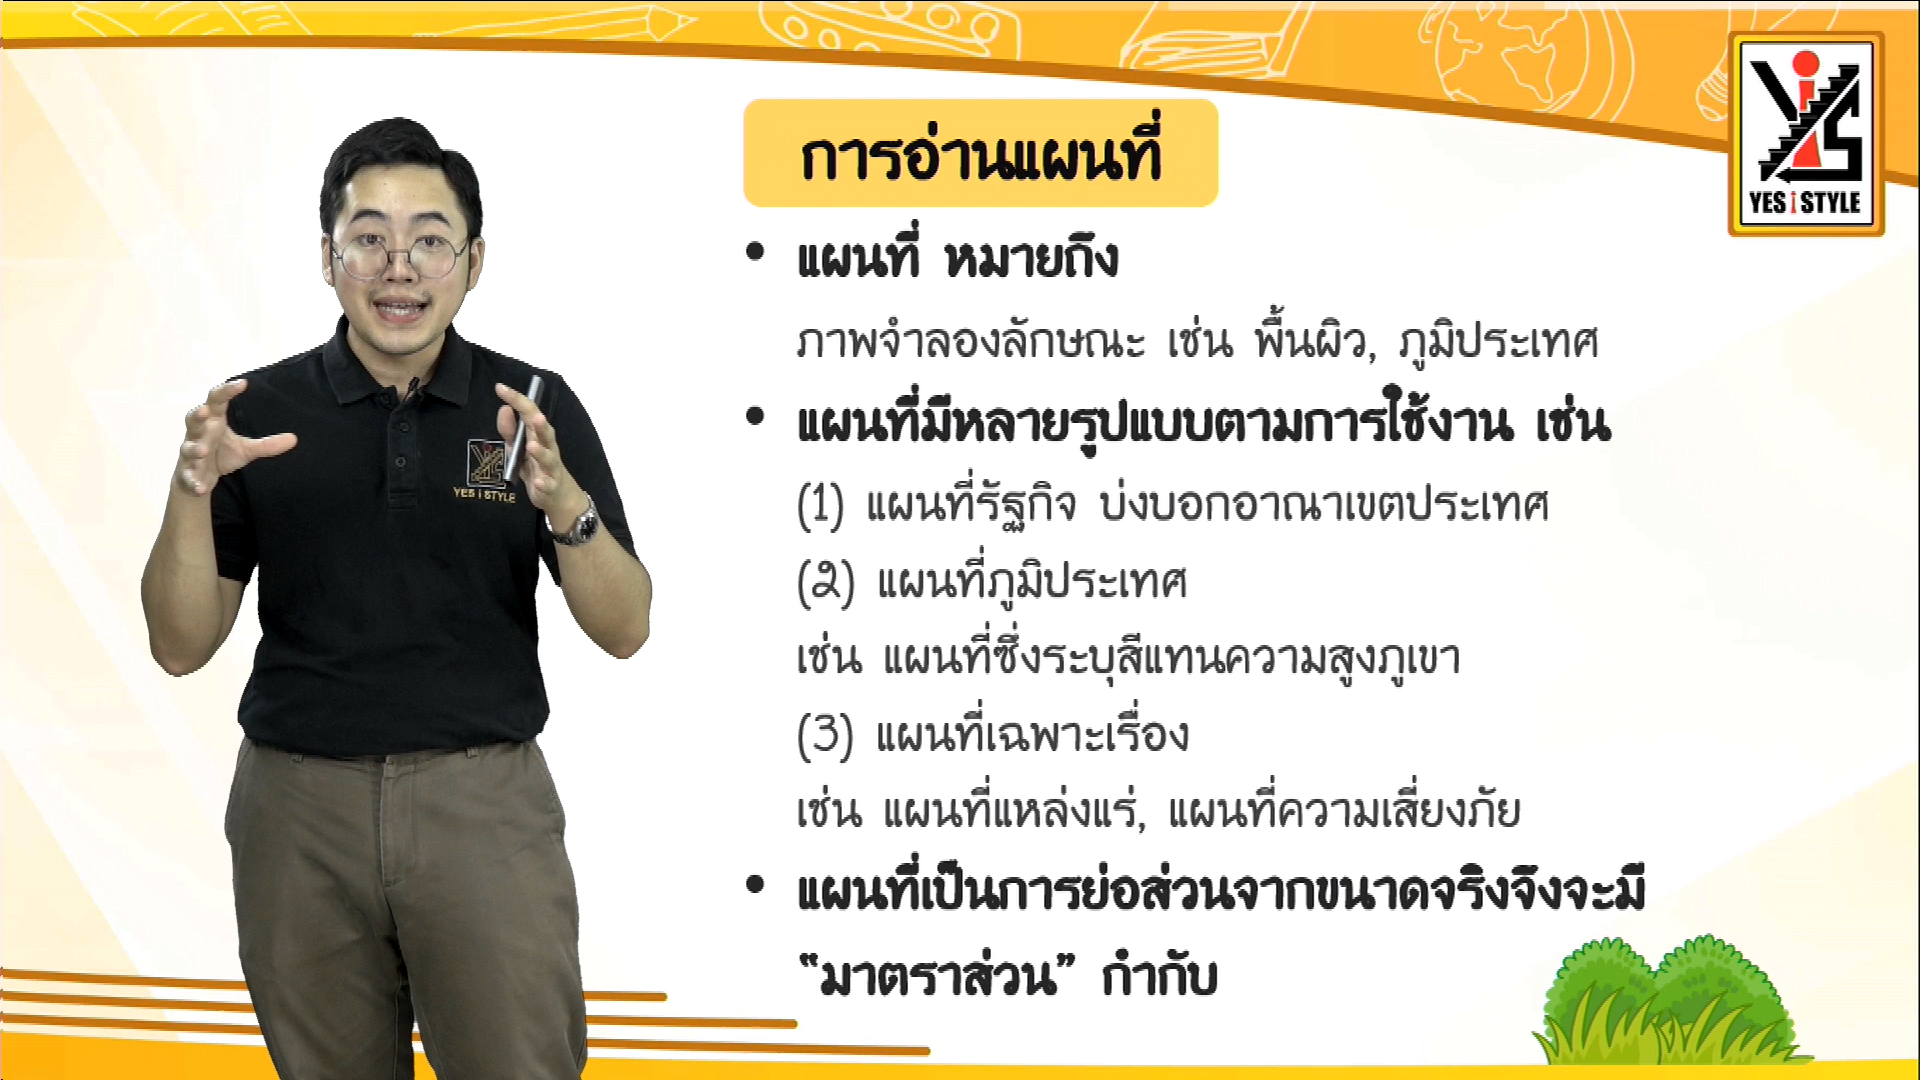 การอ่านแผนที่
YES i STYLE
• แผนที่ หมายถึง
ภาพจำลองลักษณะ เช่น พื้นผิว, ภูมิประเทศ
• แผนที่มีหลายรูปแบบตามการใช้งาน เช่น
(1) แผนที่รัฐกิจ บ่งบอกอาณาเขตประเทศ
(2) แผนที่ภูมิประเทศ
เช่น แผนที่ซึ่งระบุสีแทนความสูงภูเขา
(3) แผนที่เฉพาะเรื่อง
เช่น แผนที่แหล่งแร่, แผนที่ความเสี่ยงภัย
• แผนที่เป็นการย่อส่วนจากขนาดจริงจึงจะมี
“มาตราส่วน” กำกับ
YES i STYLE